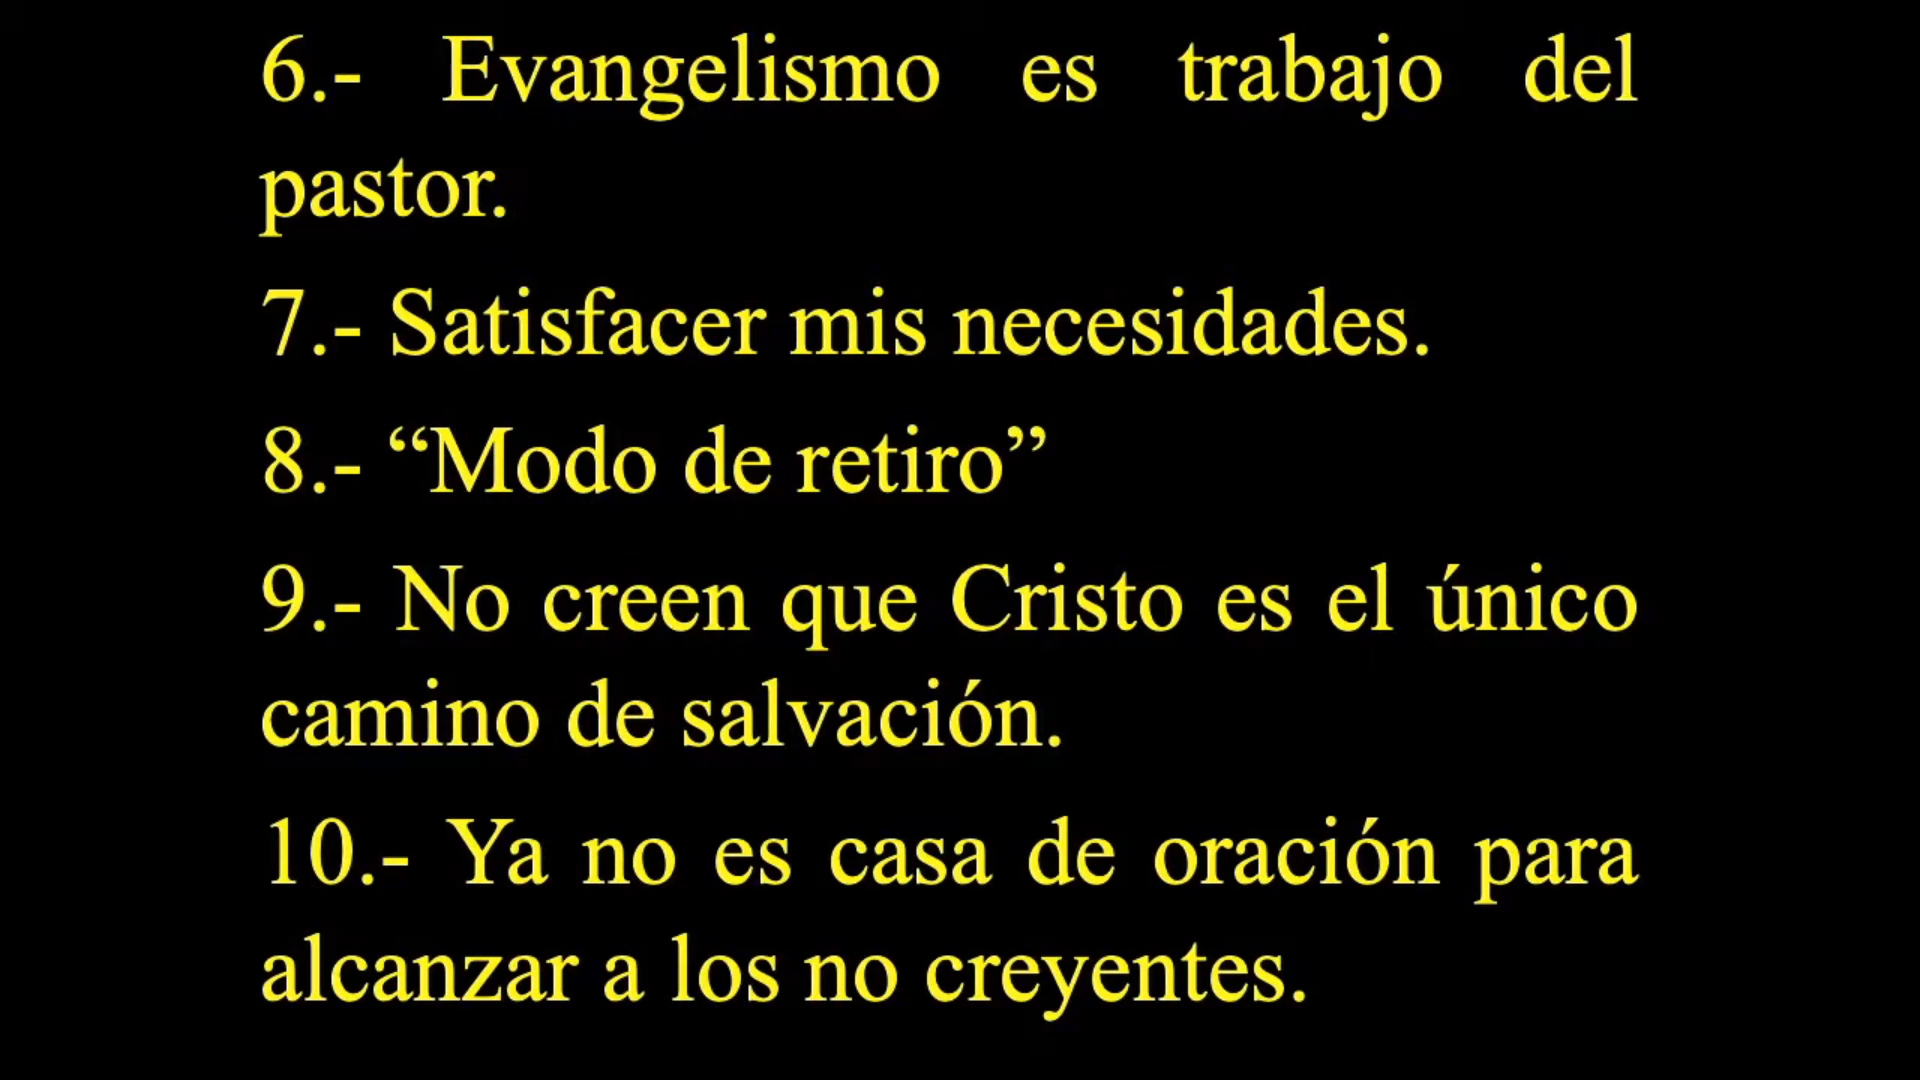 6.- Evangelismo es trabajo del
pastor.
7.- Satisfacer mis necesidades.
8.- “Modo de retiro”
9.- No creen que Cristo es el único
camino de salvación.
10.- Ya no es casa de oración para
alcanzar a los no creyentes.